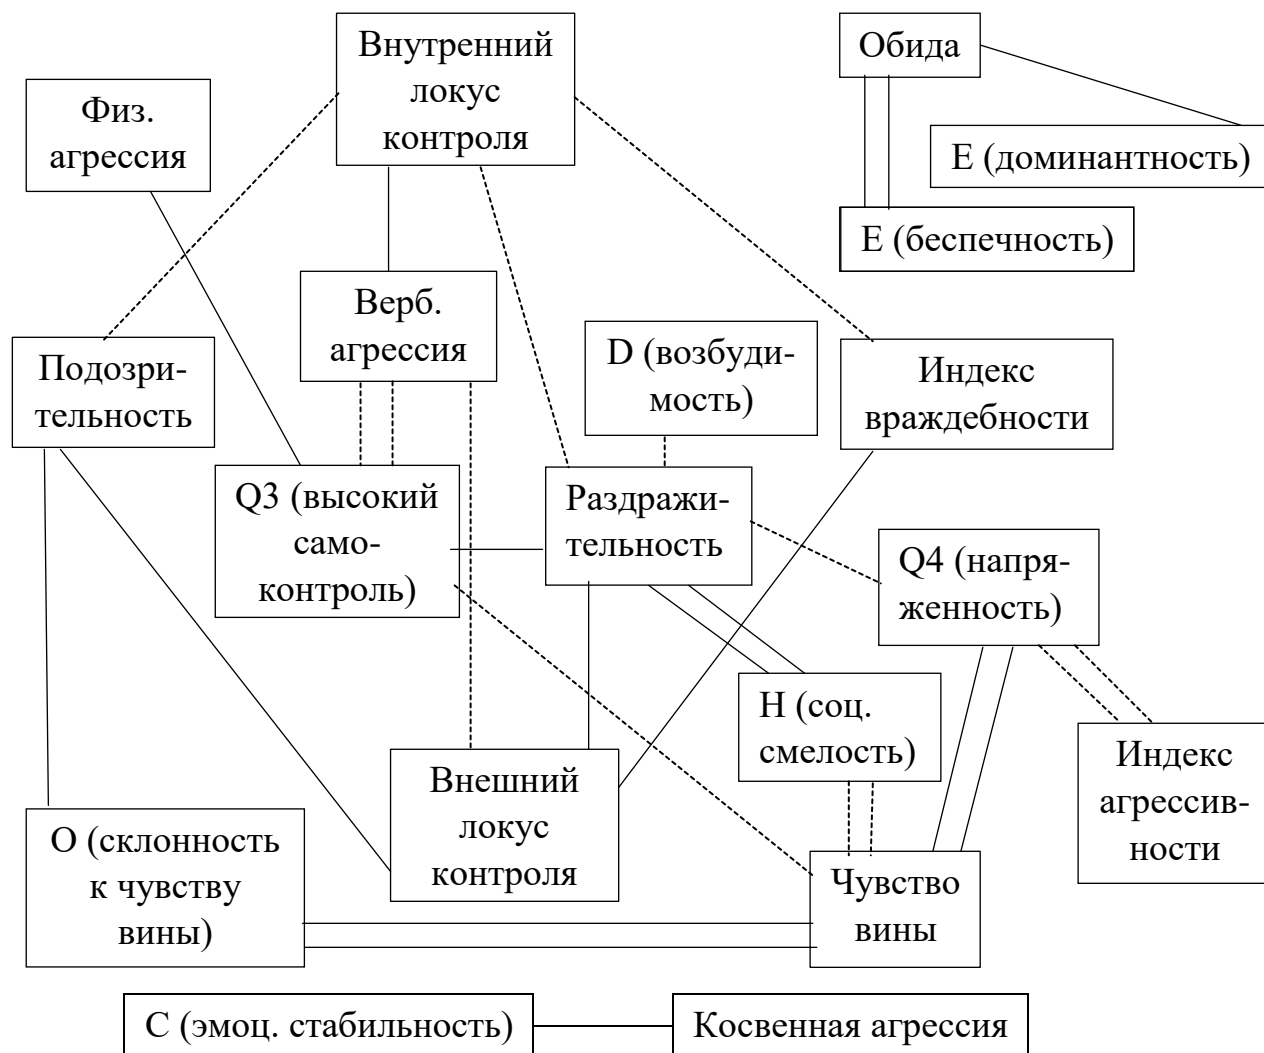 Внутренний
локус
контроля
Обида
Физ.
агрессия
Е (доминантность)
Е (беспечность)
Верб.
агрессия
D (возбуди-
мость)
Подозри-
тельность
Индекс
враждебности
Q3 (высокий
само-
контроль)
Раздражи-
тельность
Q4 (напря-
женность)
Н (соц.
смелость)
Индекс
агрессив-
ности
Внешний
локус
контроля
О (склонность
к чувству
вины)
Чувство
вины
С (эмоц. стабильность)
Косвенная агрессия